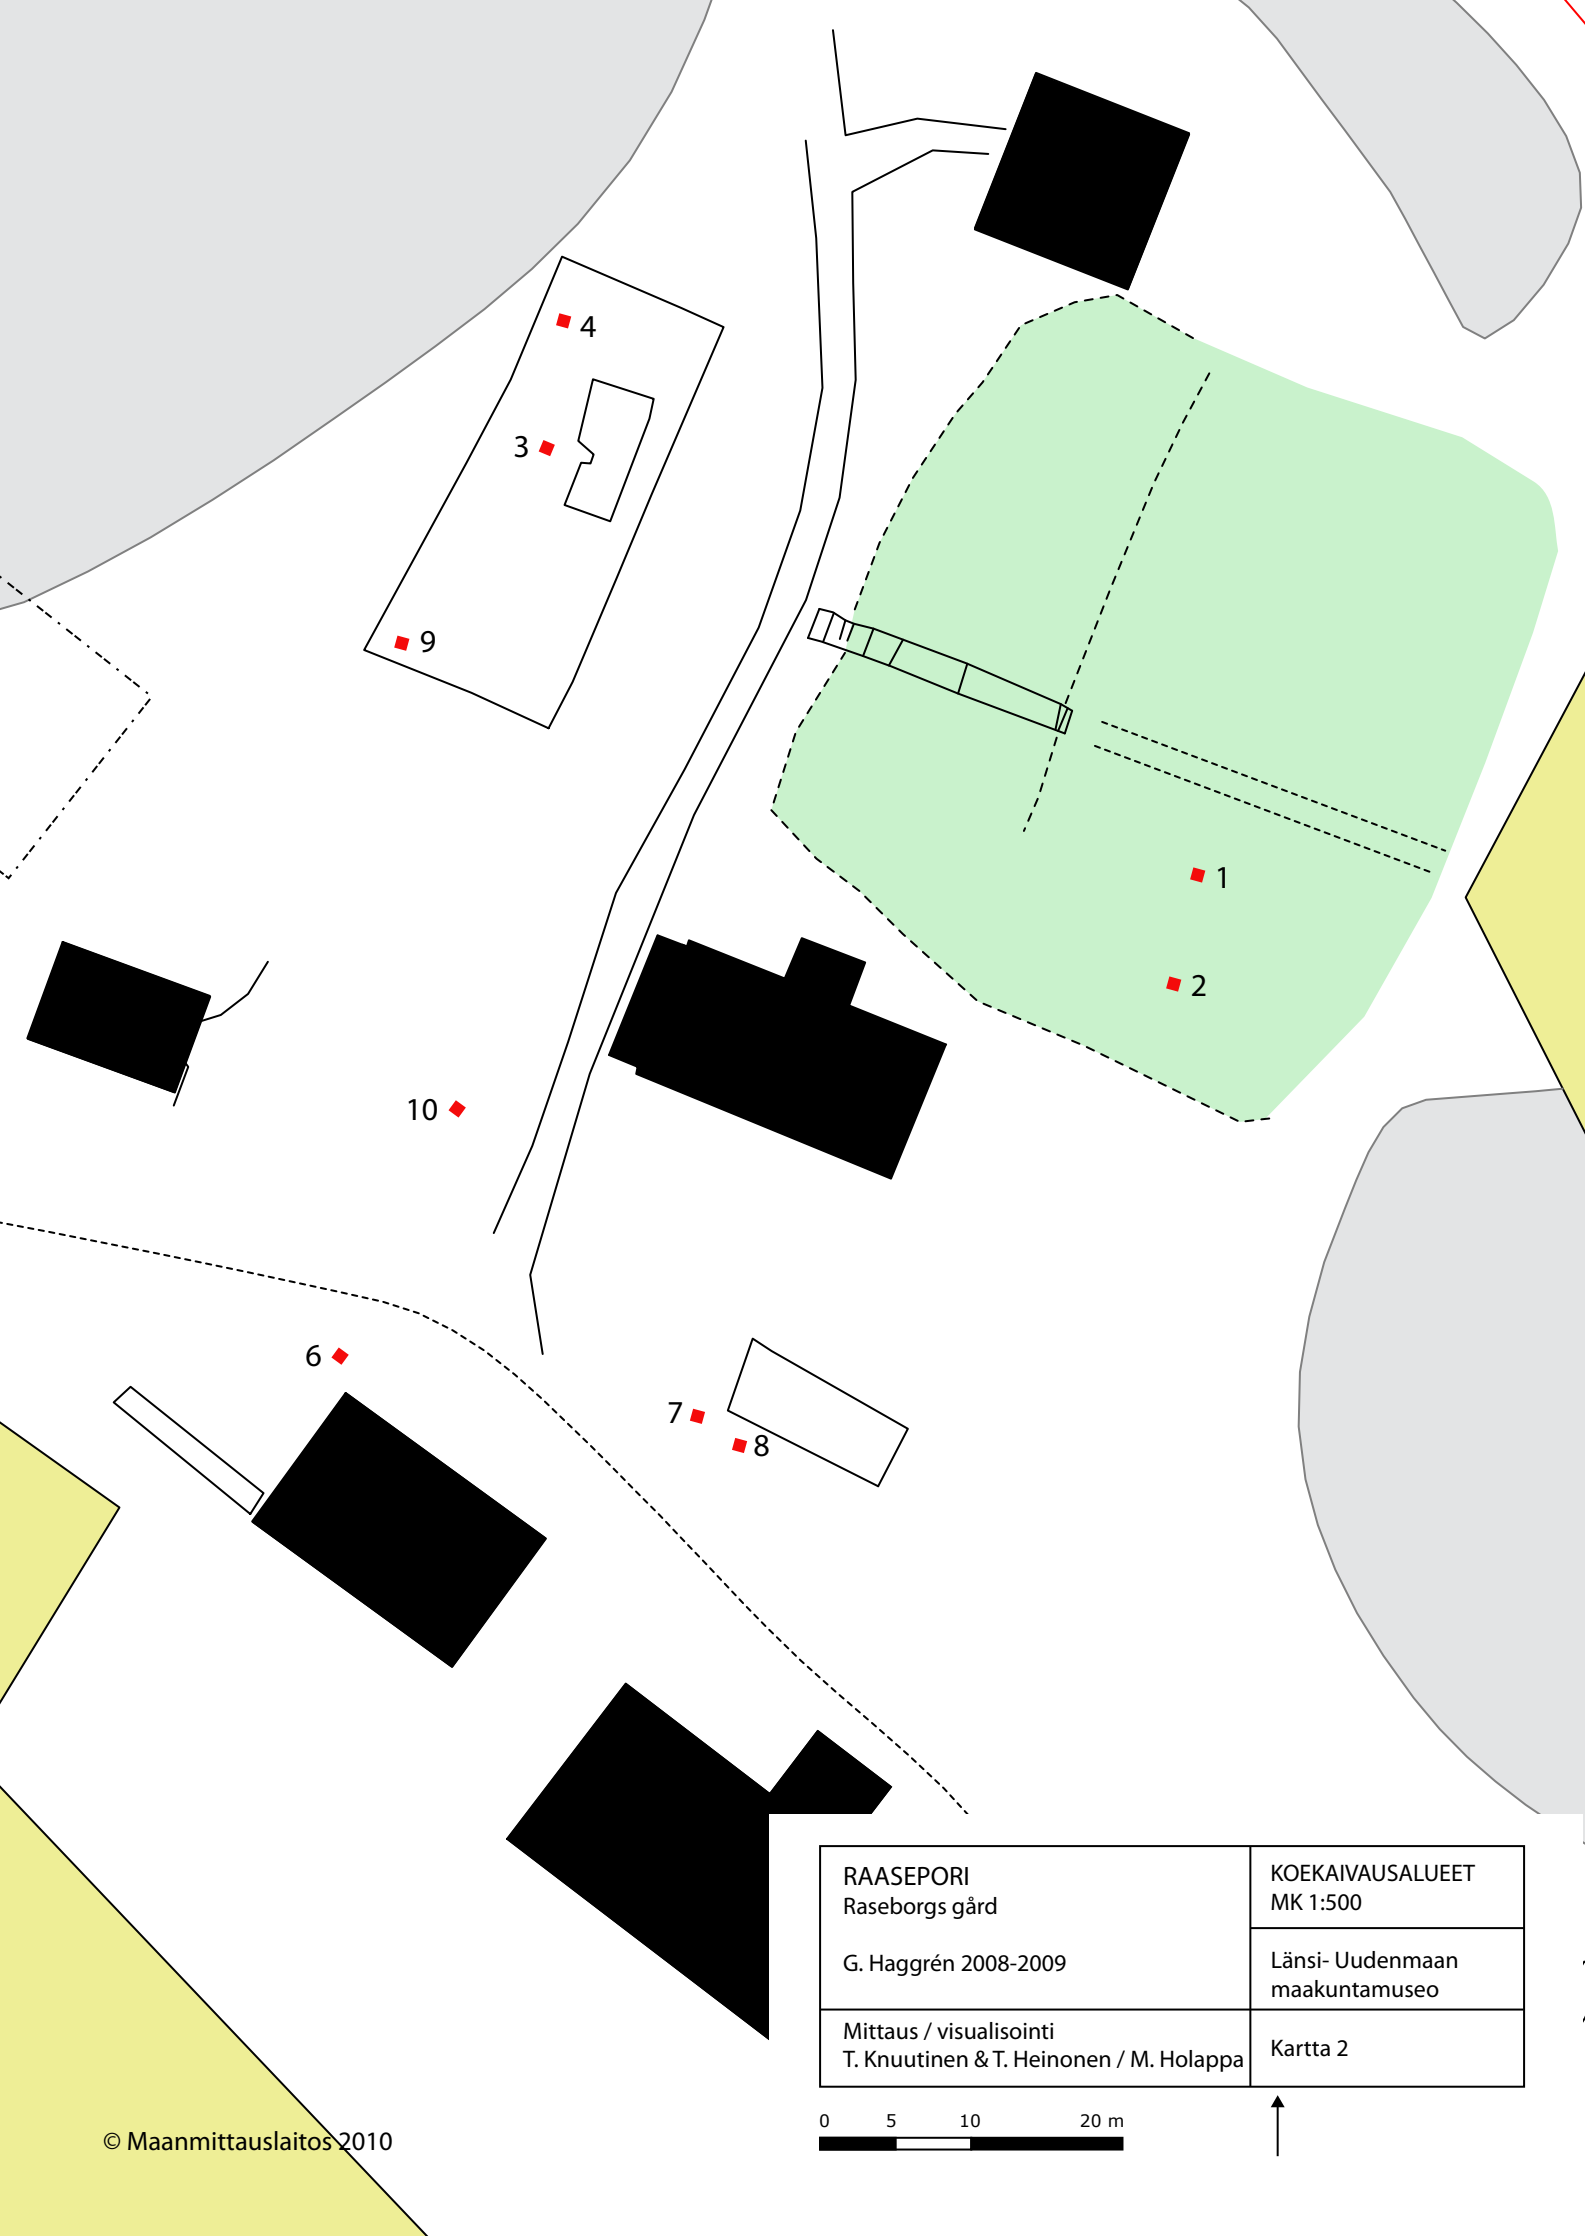 4
3
9
1
2
10
6
7
8
RAASEPORI
Raseborgs gård
G. Haggrén 2008-2009
KOEKAIVAUSALUEET
MK 1:500
Länsi- Uudenmaan
maakuntamuseo
Mittaus / visualisointi
T. Knuutinen & T. Heinonen / M. Holappa
Kartta 2
0 5 10 20 m
© Maanmittauslaitos 2010